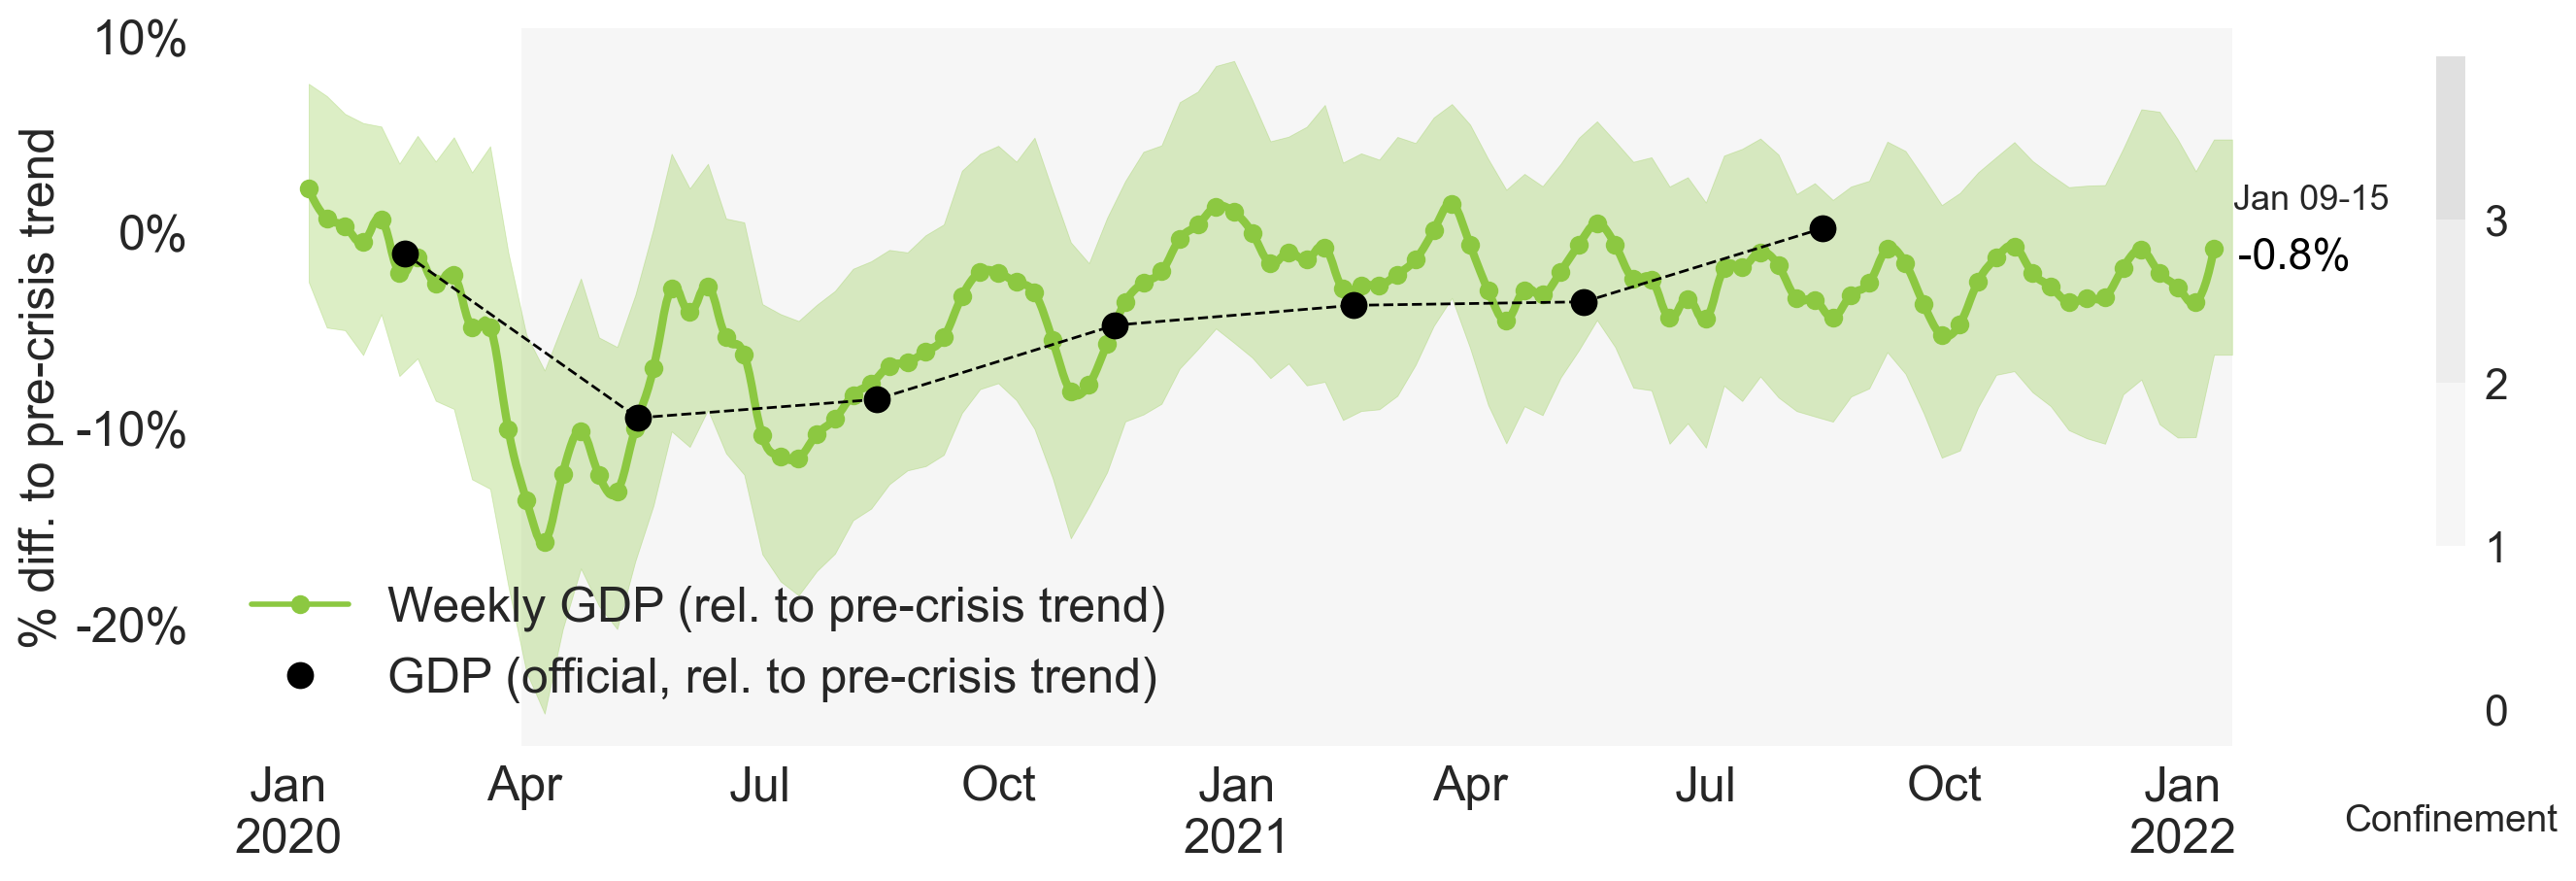 % diff. to pre-crisis trend
10%
0%
-10%
-20%
Jan 09-15
-0.8%
Weekly GDP (rel. to pre-crisis trend)
GDP (official, rel. to pre-crisis trend)
Jan Apr Jul Oct Jan Apr Jul Oct Jan
2020 2021 2022
3
2
1
0
Confinement